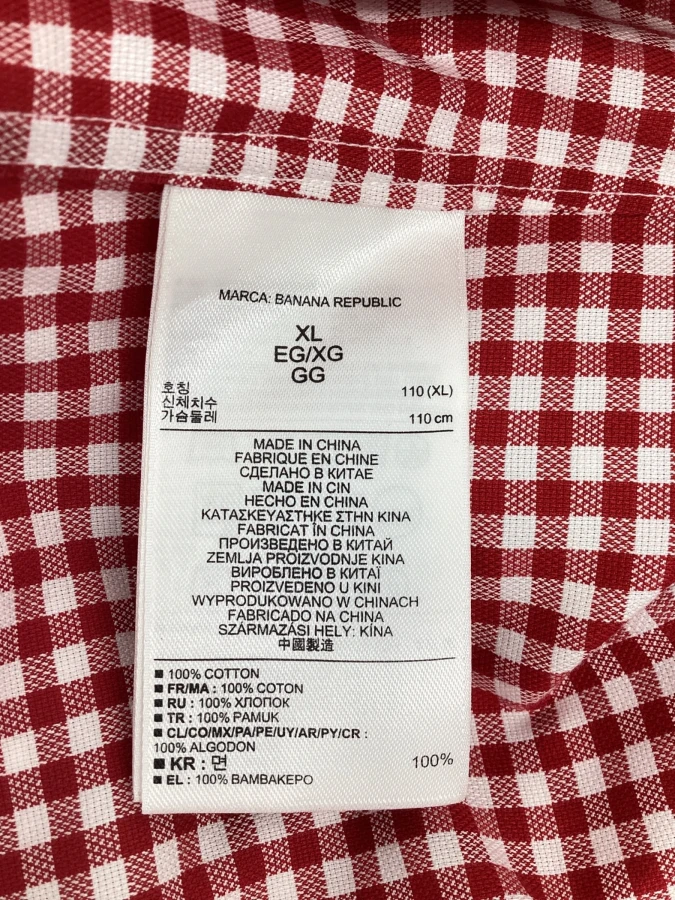 MARCA: BANANA REPUBLIC
XL
EG/XG
GG
호칭 110 (XL)
신체치수
가슴둘레 110 cm
MADE IN CHINA
FABRIQUE EN CHINE
СДЕЛАНО В КИТАЕ
MADE IN CIN
HECHO EN CHINA
ΚΑΤΑΣΚΕΥΑΣΤΗΚΕ ΣΤΗΝ ΚΙΝΑ
FABRICAT ÎN CHINA
ПРОИЗВЕДЕНО В КИТАЙ
ZEMLJA PROIZVODNJE KINA
ВИРОБЛЕНО В КИТАЇ
PROIZVEDENO U KINI
WYPRODUKOWANO W CHINACH
FABRICADO NA CHINA
SZÁRMAZÁSI HELY: KÍNA
中國製造
■ 100% COTTON
■ FR/MA : 100% COTON
■ RU : 100% ХЛОПОК
■ TR : 100% PAMUK
■ CL/CO/MX/PA/PE/UY/AR/PY/CR :
100% ALGODON
■ KR : 면 100%
■ EL : 100% ΒΑΜΒΑΚΕΡΟ